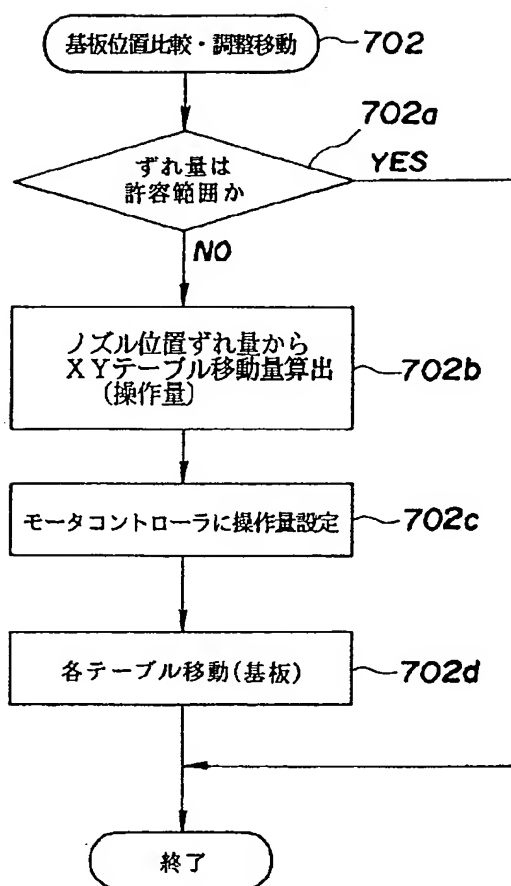 基板位置比較・調整移動
702
702a
ずれ量は
許容範囲か
YES
NO
ノズル位置ずれ量から
XYテーブル移動量算出
(操作量)
702b
モータコントローラに操作量設定
702c
各テーブル移動(基板)
702d
終了